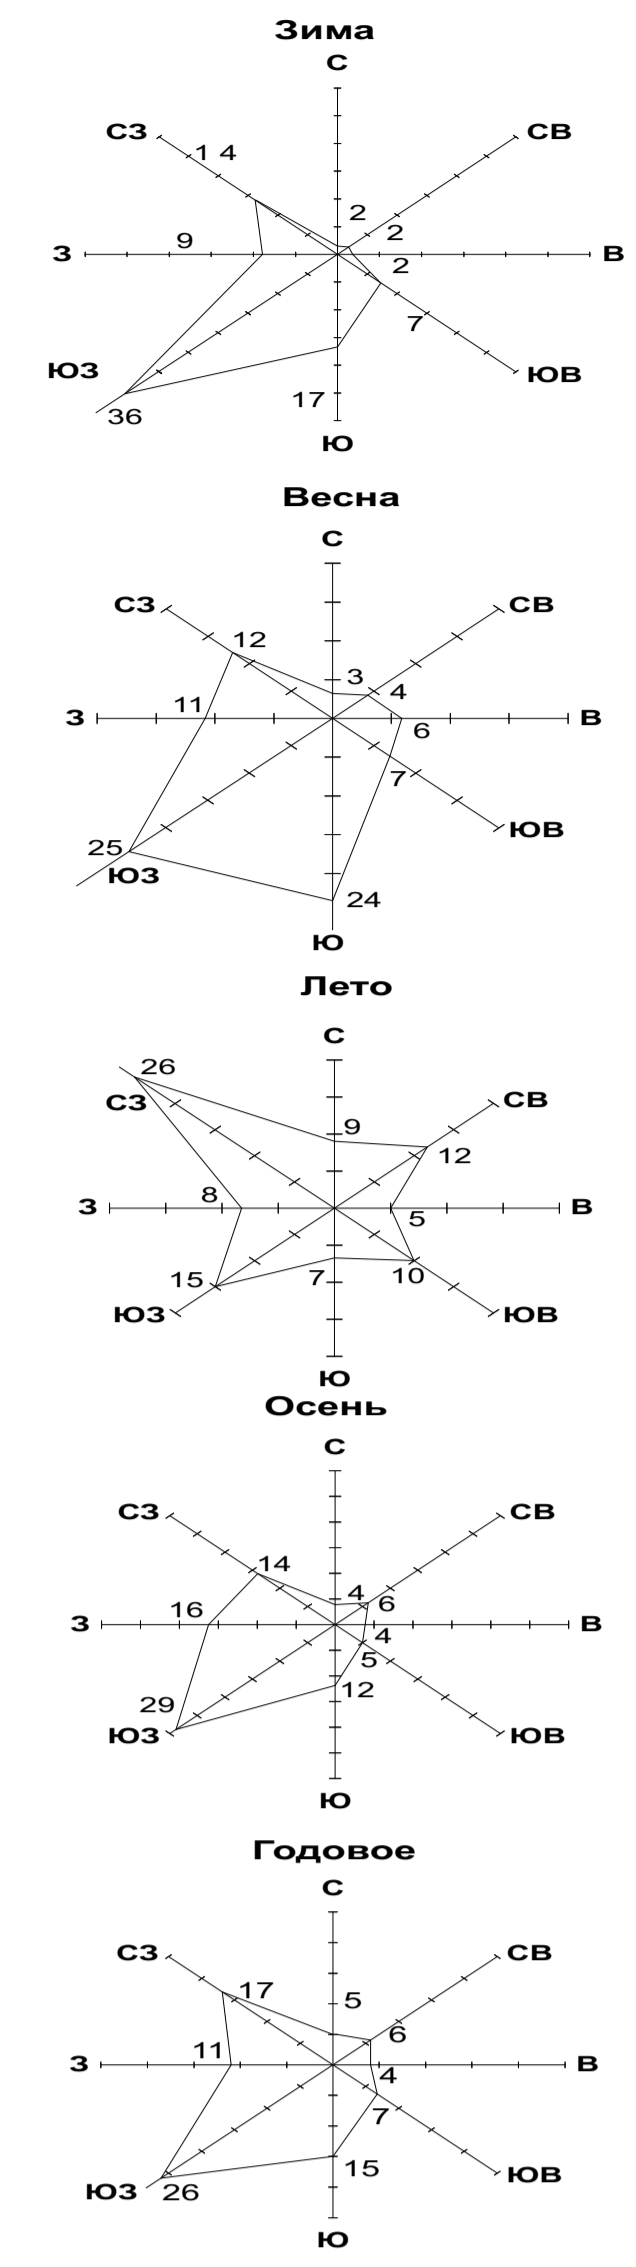 Зима
С
СЗ
СВ
1 4
2
2
9
З
В
2
7
ЮЗ
ЮВ
17
36
Ю
Весна
С
СЗ
СВ
12
3
4
11
З
В
6
7
ЮВ
25
ЮЗ
24
Ю
Лето
С
26
СЗ
СВ
9
12
8
З
В
5
15
7
10
ЮЗ
ЮВ
Ю
Осень
С
СЗ
СВ
14
4
6
16
З
В
4
5
12
29
ЮЗ
ЮВ
Ю
Годовое
С
СЗ
СВ
17
5
6
11
З
В
4
7
15
ЮЗ
26
ЮВ
Ю